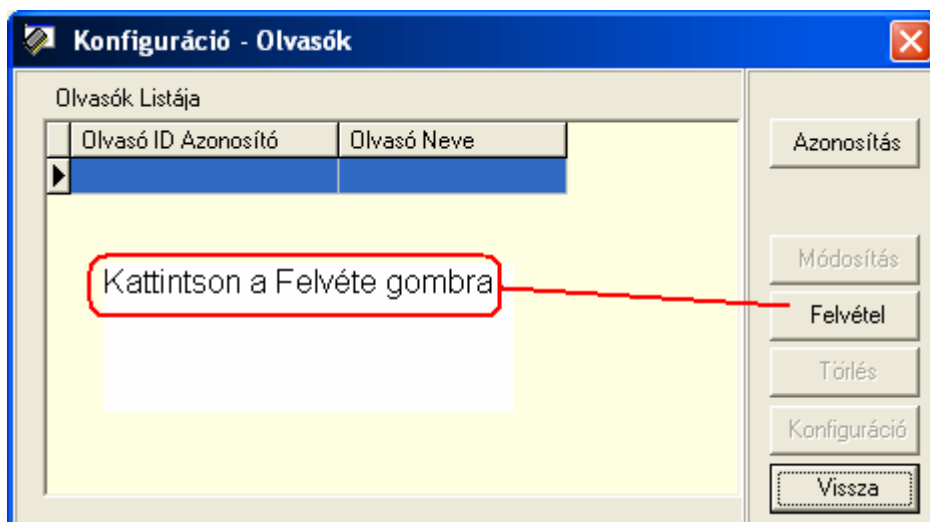 Konfiguráció - Olvasók
Olvasók Listája
Olvasó ID Azonosító
Olvasó Neve
Azonosítás
Kattintson a Felvéte gombra
Módosítás
Felvétel
Törlés
Konfiguráció
Vissza